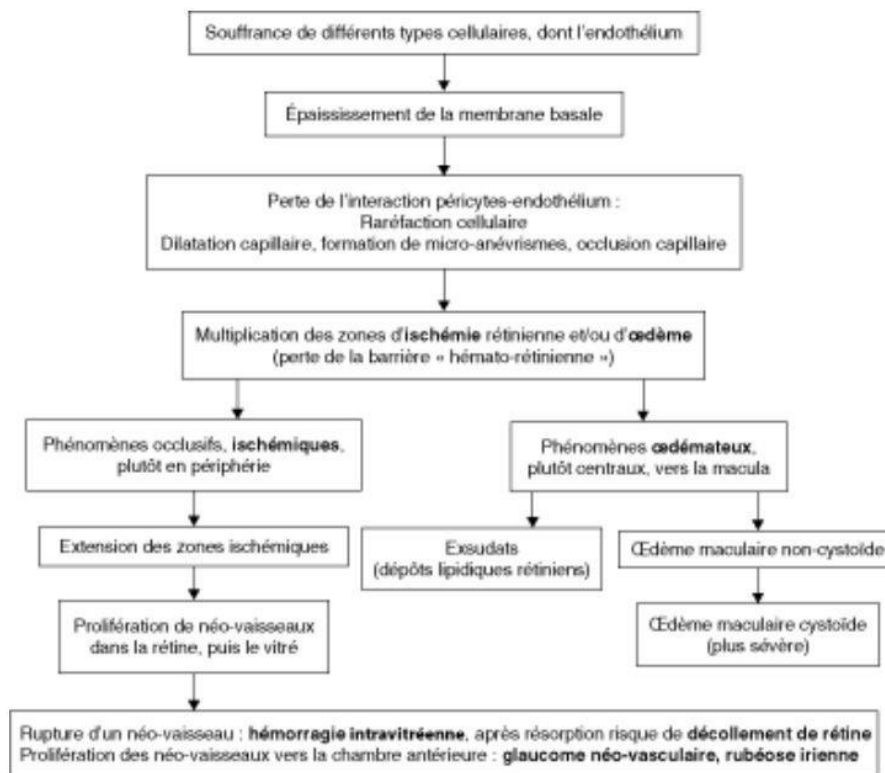 Souffrance de différents types cellulaires, dont l'endothélium
Épaississement de la membrane basale
Perte de l'interaction péricytes-endothélium :
Raréfaction cellulaire
Dilatation capillaire, formation de micro-anévrismes, occlusion capillaire
Multiplication des zones d'ischémie rétinienne et/ou d'œdème
(perte de la barrière « hémato-rétinienne »)
Phénomènes occlusifs, ischémiques,
plutôt en périphérie
Phénomènes œdémateux,
plutôt centraux, vers la macula
Extension des zones ischémiques
Exsudats
(dépôts lipidiques rétiniens)
Œdème maculaire non-cystoïde
Prolifération de néo-vaisseaux
dans la rétine, puis le vitré
Œdème maculaire cystoïde
(plus sévère)
Rupture d'un néo-vaisseau : hémorragie intravitréenne, après résorption risque de décollement de rétine
Prolifération des néo-vaisseaux vers la chambre antérieure : glaucome néo-vasculaire, rubéose irienne